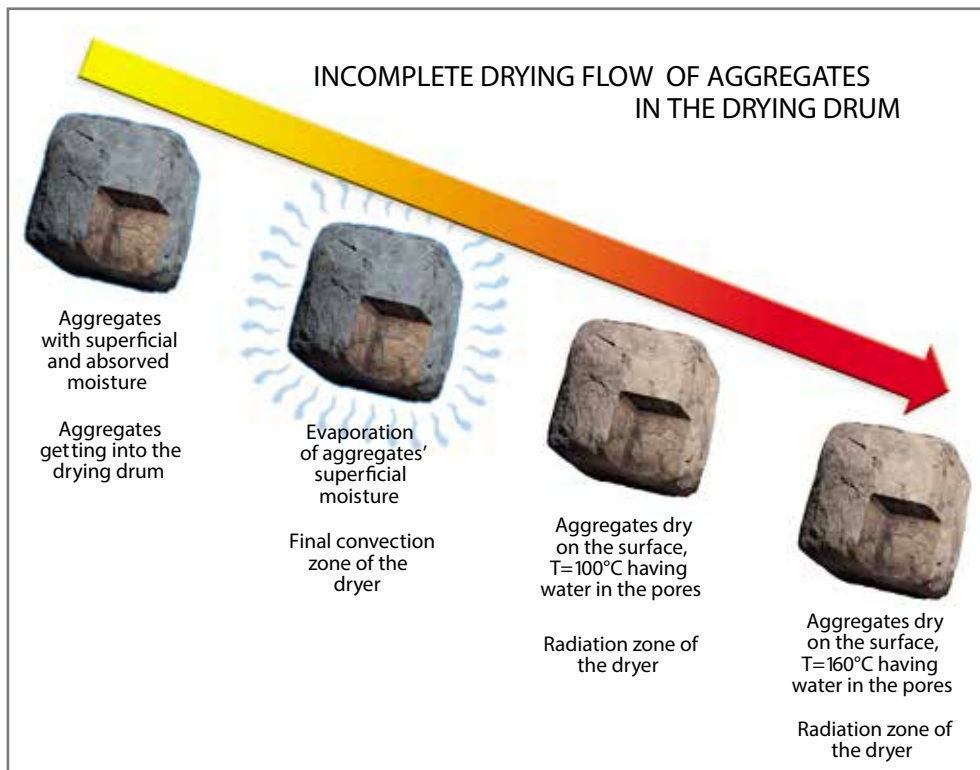 INCOMPLETE DRYING FLOW OF AGGREGATES
IN THE DRYING DRUM
Aggregates
with superficial
and absorved
moisture
Aggregates
getting into the
drying drum
Evaporation
of aggregates’
superficial
moisture
Final convection
zone of the
dryer
Aggregates dry
on the surface,
T=100°C having
water in the pores
Radiation zone of
the dryer
Aggregates dry
on the surface,
T=160°C having
water in the pores
Radiation zone of
the dryer